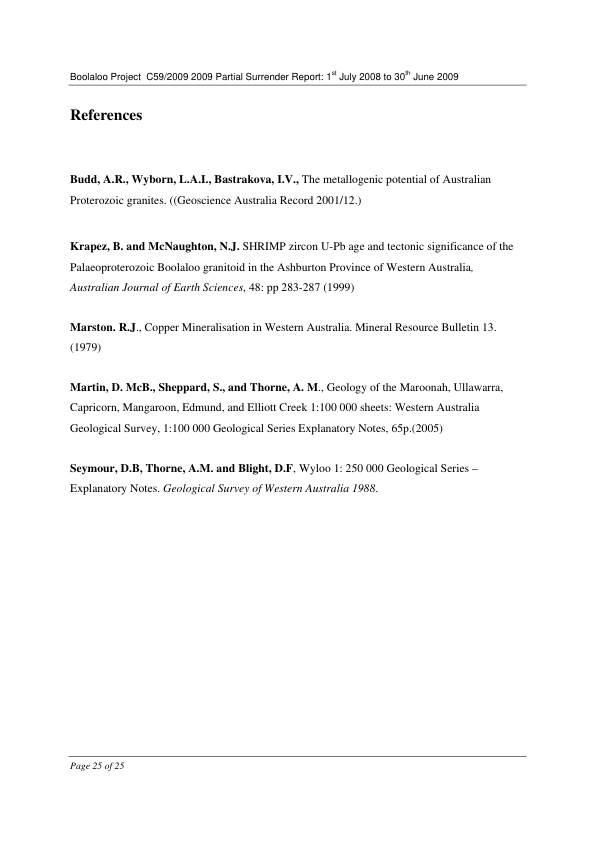 Boolaloo Project  C59/2009 2009 Partial Surrender Report: 1st July 2008 to 30th June 2009
References
Budd, A.R., Wyborn, L.A.I., Bastrakova, I.V., The metallogenic potential of Australian
Proterozoic granites. ((Geoscience Australia Record 2001/12.)
Krapez, B. and McNaughton, N.J. SHRIMP zircon U-Pb age and tectonic significance of the
Palaeoproterozoic Boolaloo granitoid in the Ashburton Province of Western Australia,
Australian Journal of Earth Sciences, 48: pp 283-287 (1999)
Marston. R.J., Copper Mineralisation in Western Australia. Mineral Resource Bulletin 13.
(1979)
Martin, D. McB., Sheppard, S., and Thorne, A. M., Geology of the Maroonah, Ullawarra,
Capricorn, Mangaroon, Edmund, and Elliott Creek 1:100 000 sheets: Western Australia
Geological Survey, 1:100 000 Geological Series Explanatory Notes, 65p.(2005)
Seymour, D.B, Thorne, A.M. and Blight, D.F, Wyloo 1: 250 000 Geological Series –
Explanatory Notes. Geological Survey of Western Australia 1988.
Page 25 of 25